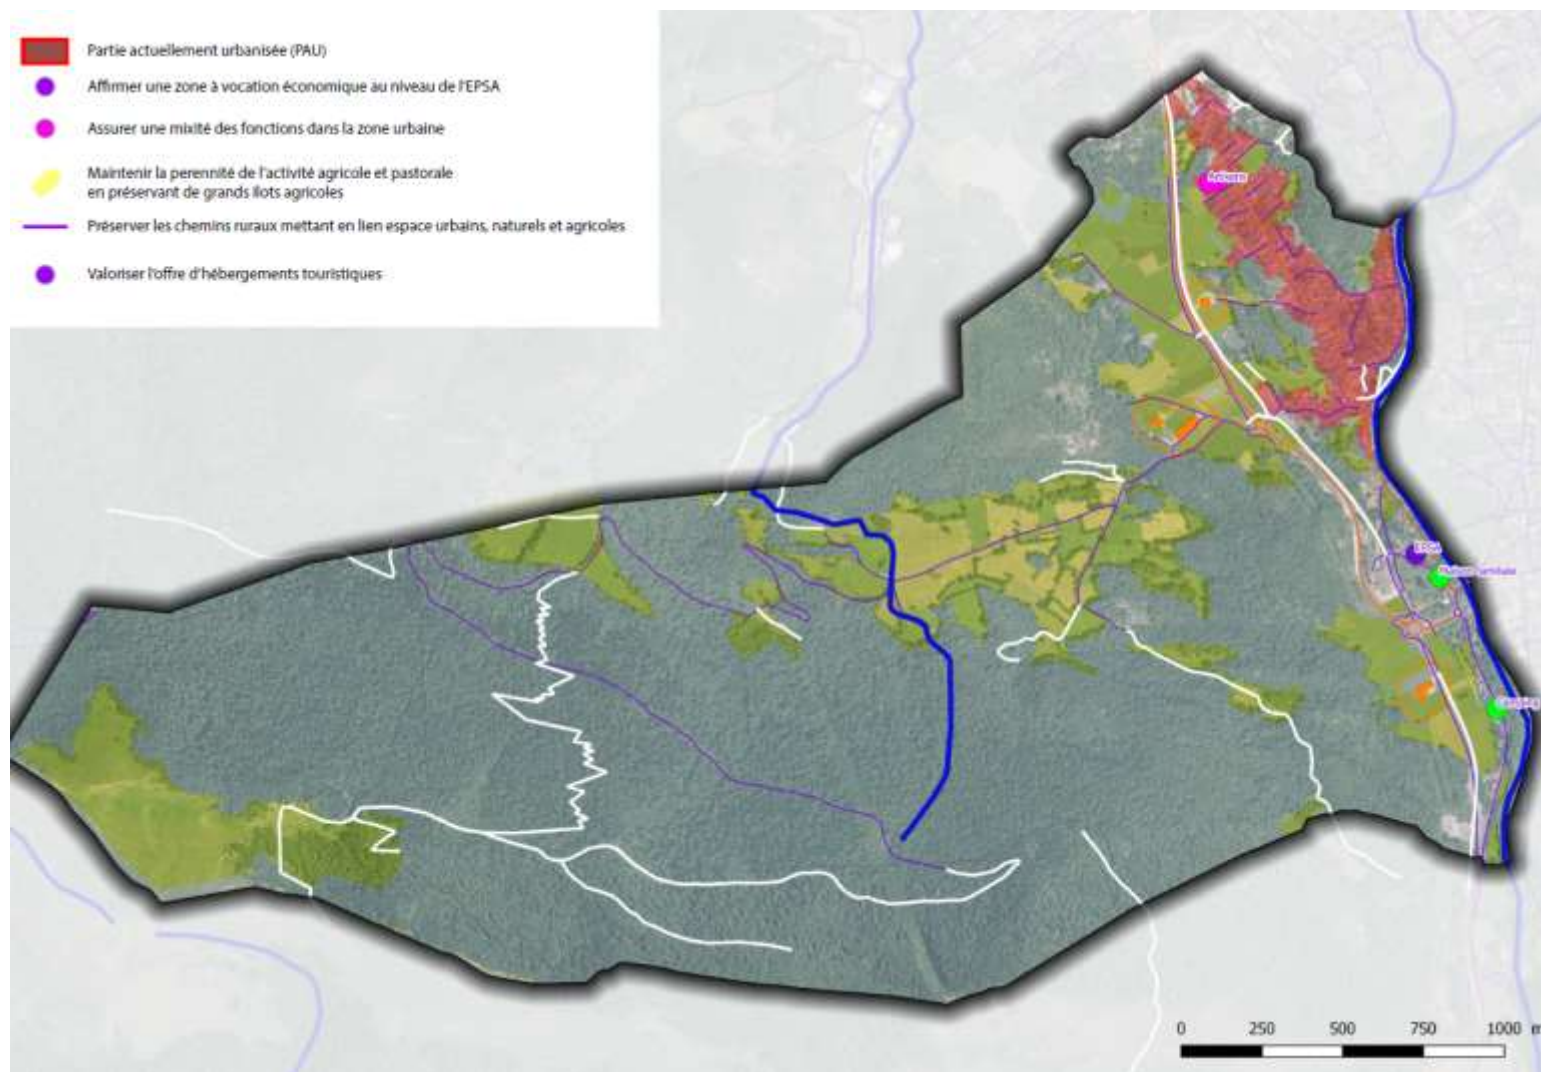 Partie actuellement urbanisée (PAU)
Affirmer une zone à vocation économique au niveau de l'EPSA
Assurer une mixité des fonctions dans la zone urbaine
Maintenir la perennité de l'activité agricole et pastorale
en préservant de grands îlots agricoles
Préserver les chemins ruraux mettant en lien espace urbains, naturels et agricoles
Valoriser l'offre d'hébergements touristiques
EPSA
familiale
Camping
0 250 500 750 1000 m